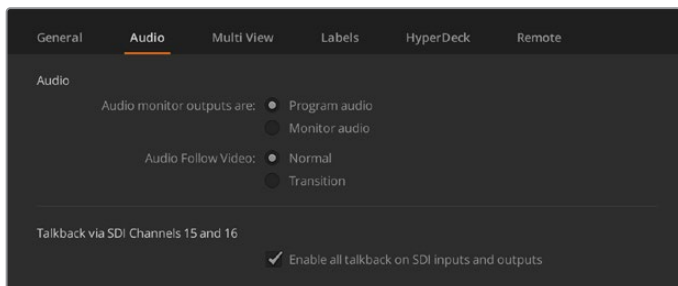 General Audio Multi View Labels HyperDeck Remote
Audio
Audio monitor outputs are: Program audio
Monitor audio
Audio Follow Video: Normal
Transition
Talkback via SDI Channels 15 and 16
Enable all talkback on SDI inputs and outputs